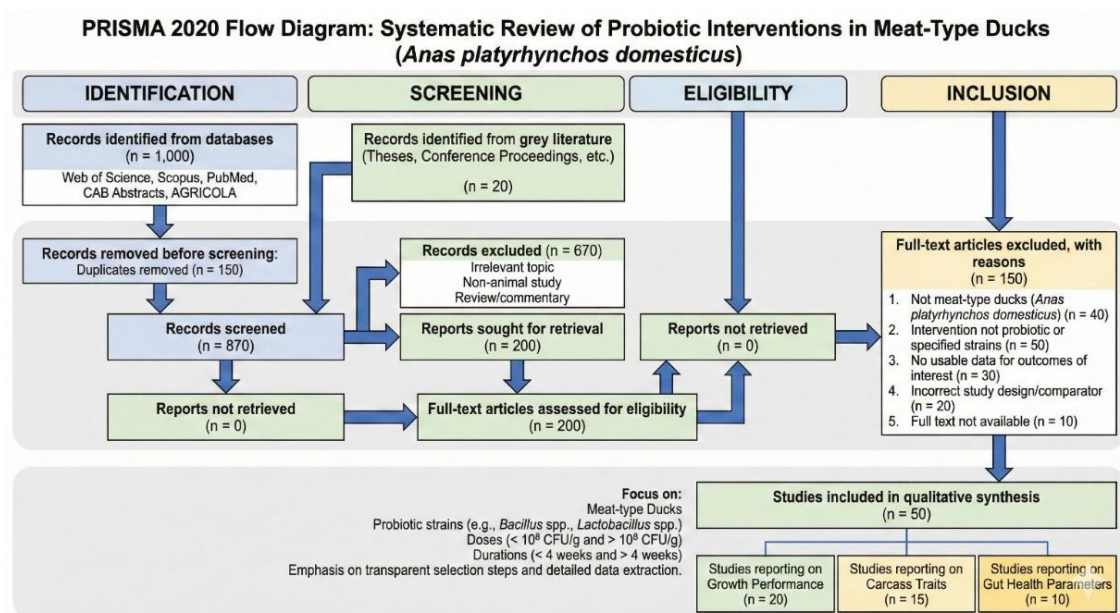 PRISMA 2020 Flow Diagram: Systematic Review of Probiotic Interventions in Meat-Type Ducks
(Anas platyrhynchos domesticus)
IDENTIFICATION
SCREENING
ELIGIBILITY
INCLUSION
Records identified from databases
(n = 1,000)
Web of Science, Scopus, PubMed,
CAB Abstracts, AGRICOLA
Records identified from grey literature
(Theses, Conference Proceedings, etc.)
(n = 20)
Records removed before screening:
Duplicates removed (n = 150)
Records excluded (n = 670)
Irrelevant topic
Non-animal study
Review/commentary
Records screened
(n = 870)
Reports sought for retrieval
(n = 200)
Reports not retrieved
(n = 0)
Reports not retrieved
(n = 0)
Full-text articles assessed for eligibility
(n = 200)
Full-text articles excluded, with
reasons
(n = 150)
1. Not meat-type ducks (Anas
platyrhynchos domesticus) (n = 40)
2. Intervention not probiotic or
specified strains (n = 50)
3. No usable data for outcomes of
interest (n = 30)
4. Incorrect study design/comparator
(n = 20)
5. Full text not available (n = 10)
Focus on:
Meat-type Ducks
Probiotic strains (e.g., Bacillus spp., Lactobacillus spp.)
Doses (< 10⁸ CFU/g and > 10⁸ CFU/g)
Durations (< 4 weeks and > 4 weeks)
Emphasis on transparent selection steps and detailed data extraction.
Studies included in qualitative synthesis
(n = 50)
Studies reporting on
Growth Performance
(n = 20)
Studies reporting on
Carcass Traits
(n = 15)
Studies reporting on
Gut Health Parameters
(n = 10)